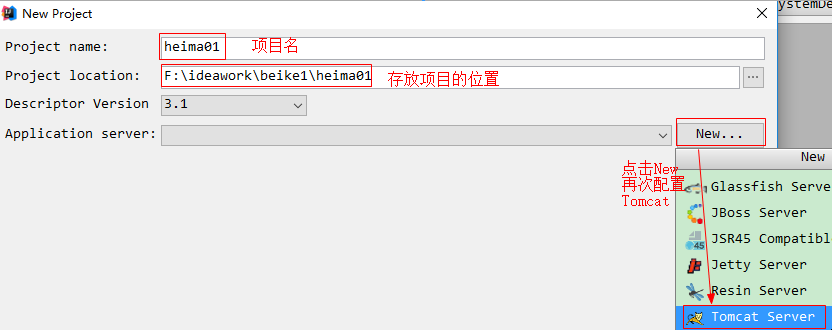 New Project
ystemDe
Project name:
heima01
项目名
Project location:
F:\ideawork\beike1\heima01
...
存放项目的位置
Descriptor Version
3.1
Application server:
New...
点击New
再次配置
Tomcat
New
Glassfish Serve
JBoss Server
JSR45 Compatibl
45
Jetty Server
Resin Server
Tomcat Server